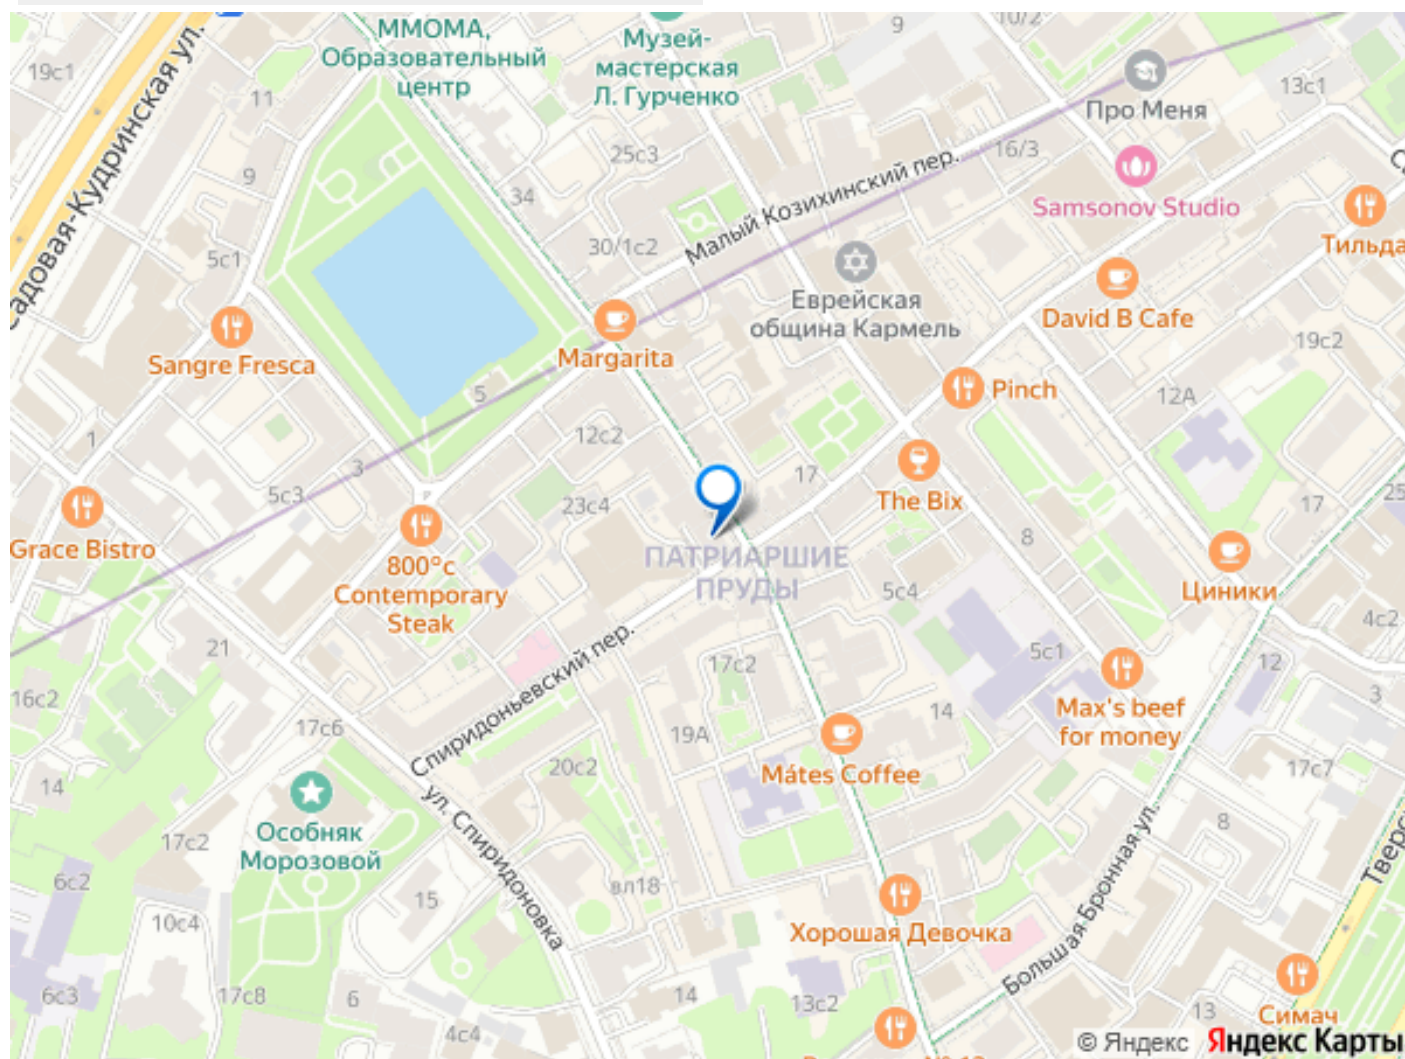 10/2
9
ММОМА,
Образовательный
центр
Музей-
мастерская
Л. Гурченко
19с1
Садовая-Кудринская ул.
11
Про Меня
13с1
25с3
16/3
9
34
Малый Козихинский пер.
Samsonov Studio
30/1с2
Тильда
5с1
Еврейская
община Кармель
David B Cafe
Sangre Fresca
Margarita
19с2
5
Pinch
12А
1
12с2
3
17
5с3
23с4
The Bix
17
25
Grace Bistro
800°с
Contemporary
Steak
ПАТРИАРШИЕ
ПРУДЫ
8
5с4
Циники
4с2
21
Спиридоньевский пер.
17с2
5с1
12
3
16с2
17с6
19А
14
Max's beef
for money
14
20с2
Mátes Coffee
17с7
ул. Спиридоновка
Особняк
Морозовой
17с2
8
Тверс
6с2
15
вл18
Большая Бронная ул.
10с4
Хорошая Девочка
6с3
17с8
6
14
13с2
13
Симач
4с4
© Яндекс Яндекс Карты